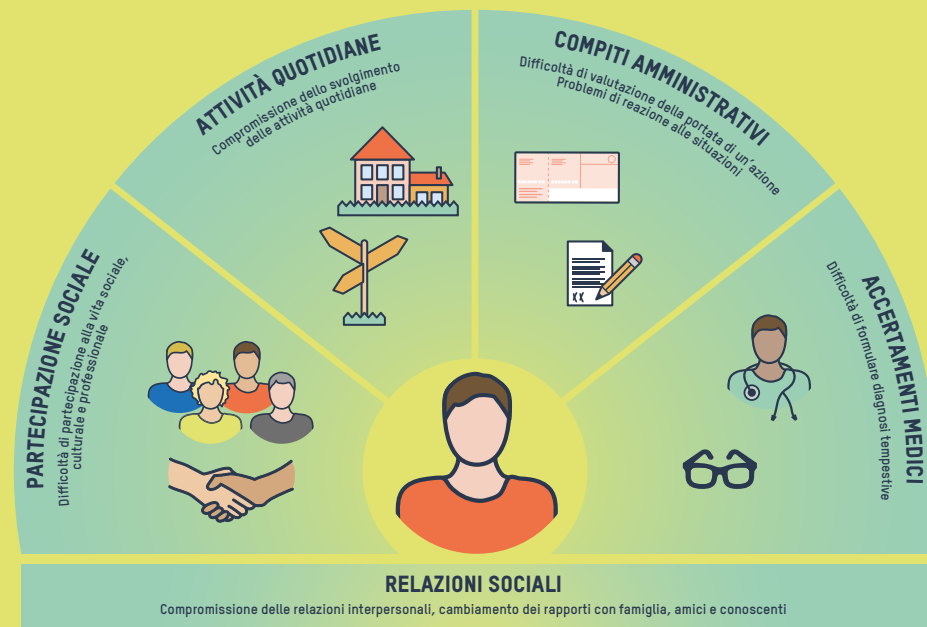 PARTECIPAZIONE SOCIALE
Difficoltà di partecipazione alla vita sociale,
culturale e professionale
ATTIVITÀ QUOTIDIANE
Compromissione dello svolgimento
delle attività quotidiane
COMPITI AMMINISTRATIVI
Difficoltà di valutazione della portata di un'azione
Problemi di reazione alle situazioni
ACCERTAMENTI MEDICI
Difficoltà di formulare diagnosi tempestive
RELAZIONI SOCIALI
Compromissione delle relazioni interpersonali, cambiamento dei rapporti con famiglia, amici e conoscenti